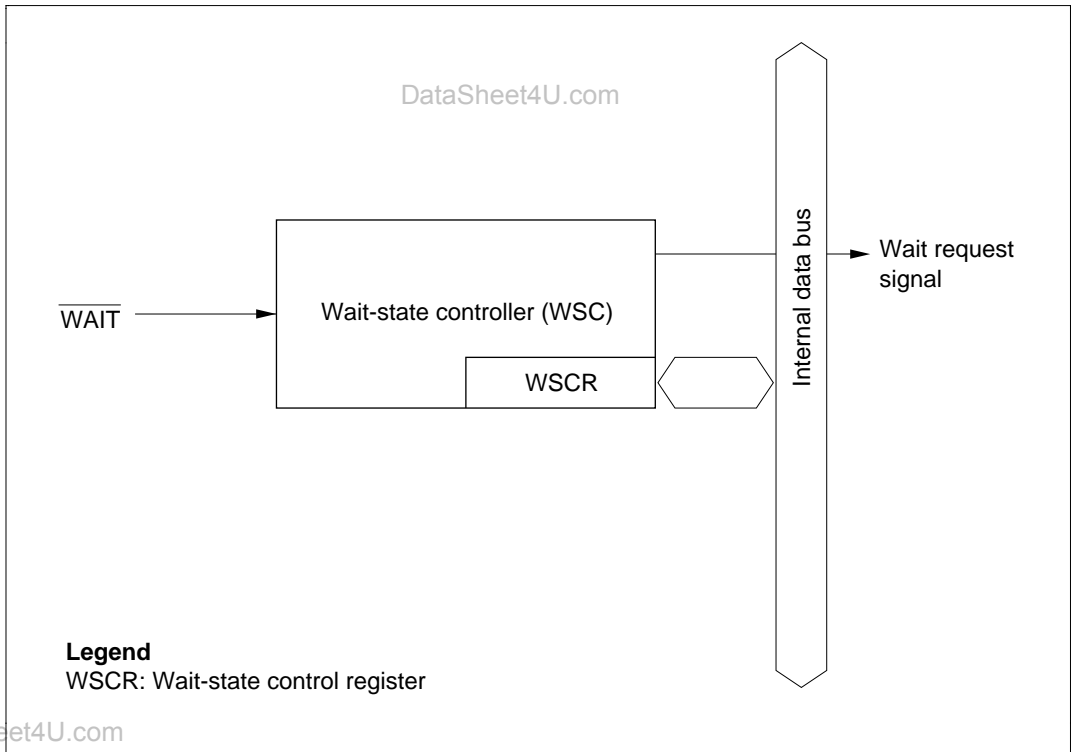 DataSheet4U.com
Internal data bus
Wait request
signal
WAIT
Wait-state controller (WSC)
WSCR
Legend
WSCR: Wait-state control register
eet4U.com